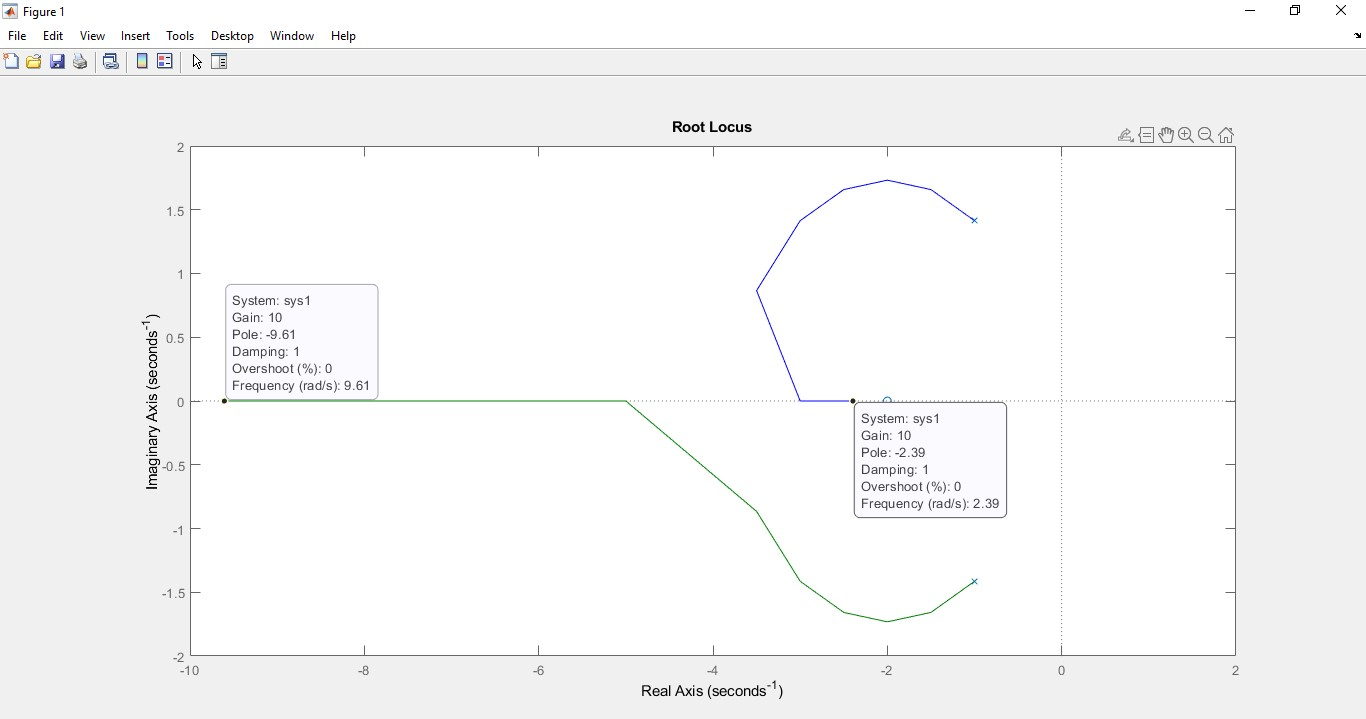 Figure 1
File Edit View Insert Tools Desktop Window Help
Root Locus
2
1.5
1
0.5
0
-0.5
-1
-1.5
-2
Imaginary Axis (seconds⁻¹)
System: sys1
Gain: 10
Pole: -9.61
Damping: 1
Overshoot (%): 0
Frequency (rad/s): 9.61
System: sys1
Gain: 10
Pole: -2.39
Damping: 1
Overshoot (%): 0
Frequency (rad/s): 2.39
-10 -8 -6 -4 -2 0 2
Real Axis (seconds⁻¹)